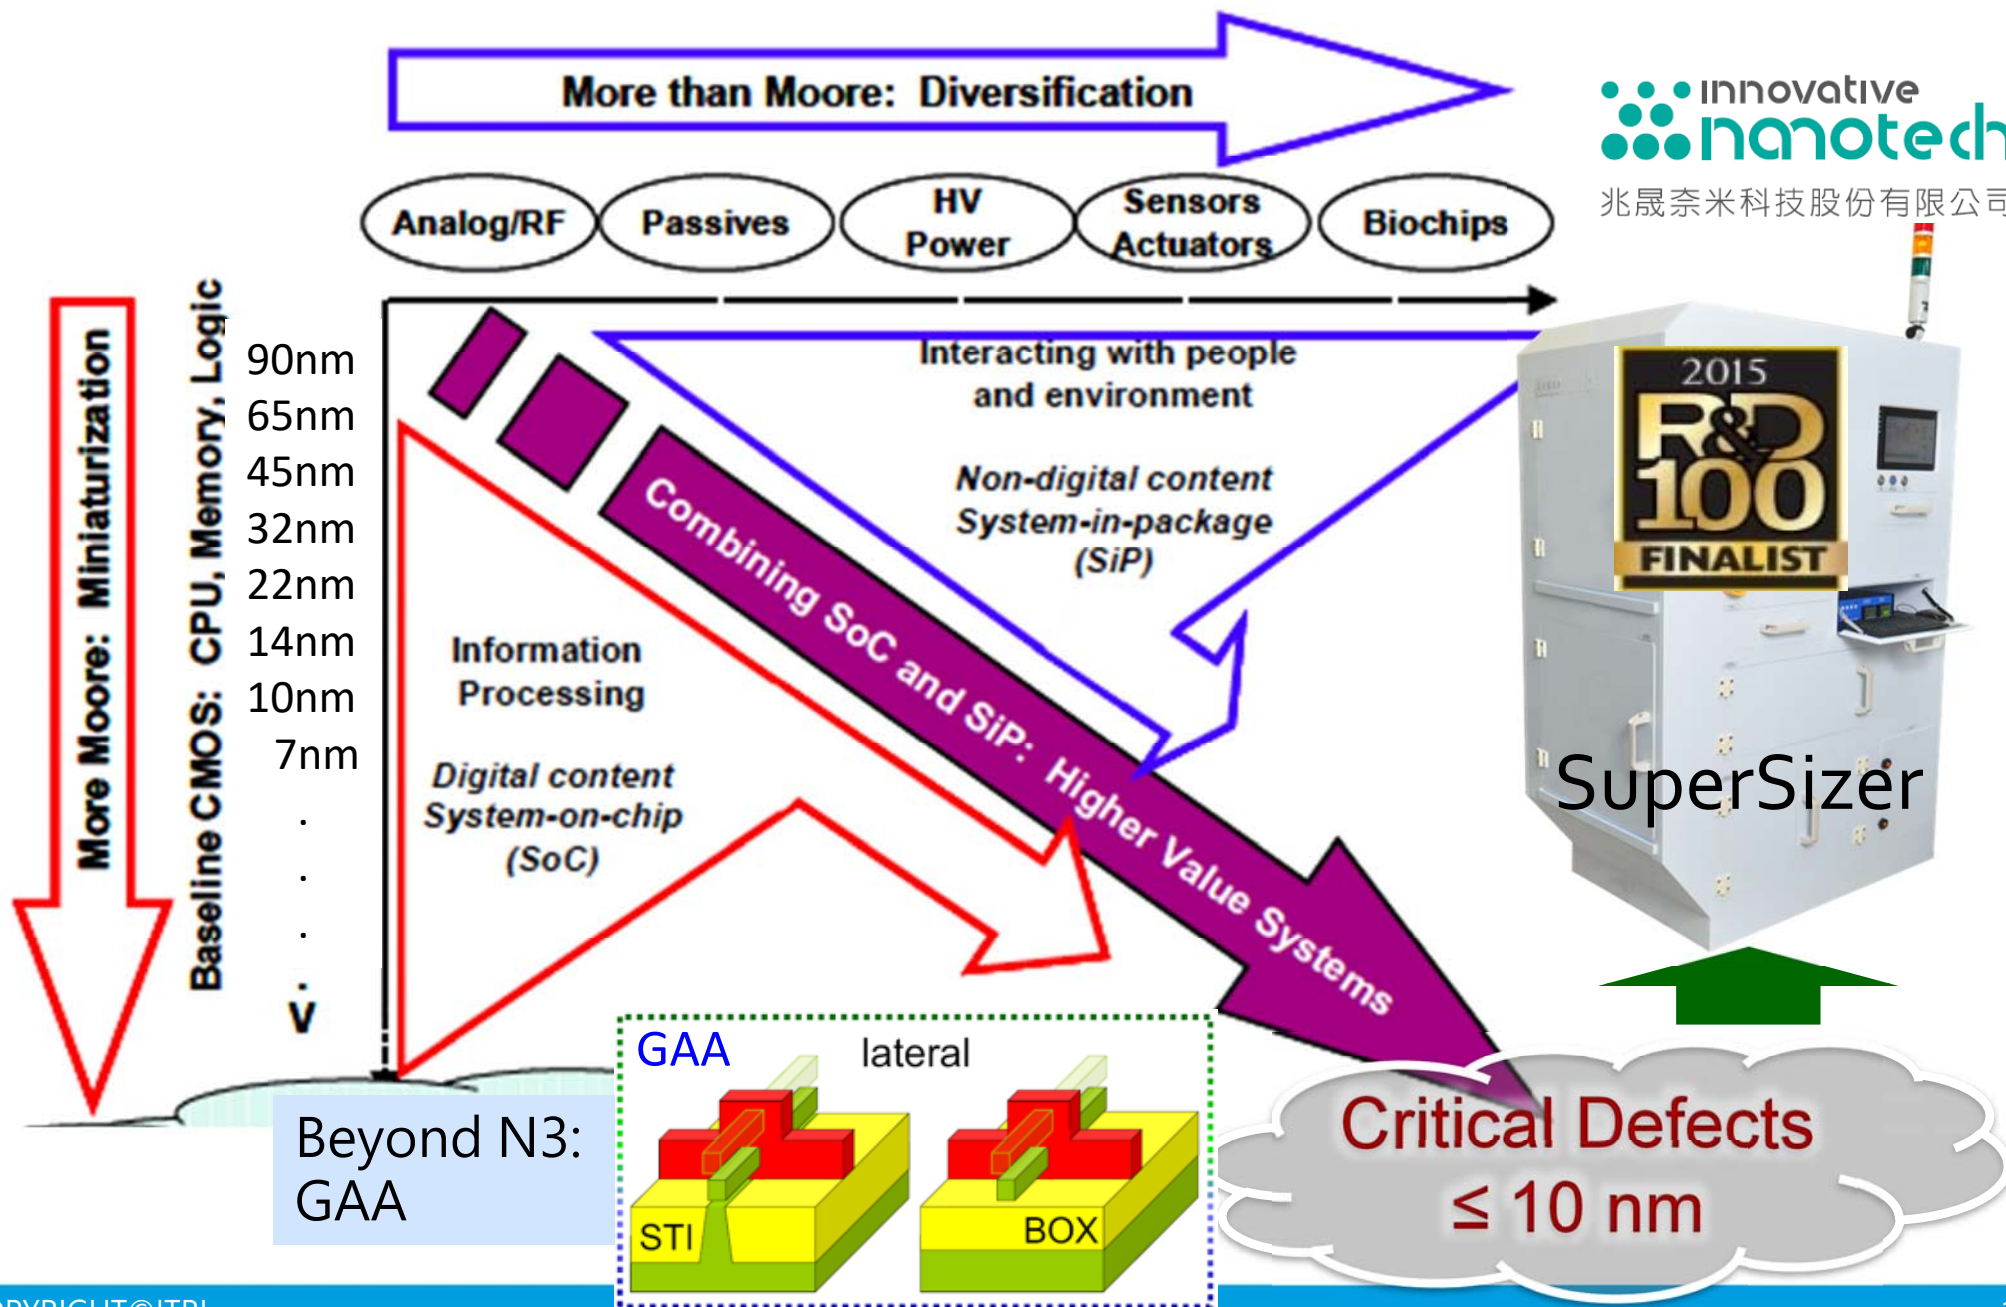 More than Moore: Diversification
innovative
nanotech
兆晟奈米科技股份有限公司
Analog/RF
Passives
HV
Power
Sensors
Actuators
Biochips
More Moore: Miniaturization
Baseline CMOS: CPU, Memory, Logic
90nm
65nm
45nm
32nm
22nm
14nm
10nm
7nm
.
.
.
.
V
Interacting with people
and environment
Non-digital content
System-in-package
(SiP)
2015
R&D
100
FINALIST
Combining SoC and SiP: Higher Value Systems
Information
Processing
Digital content
System-on-chip
(SoC)
SuperSizer
Beyond N3:
GAA
GAA
lateral
STI
BOX
Critical Defects
≤ 10 nm
OPYRIGHT©ITRI